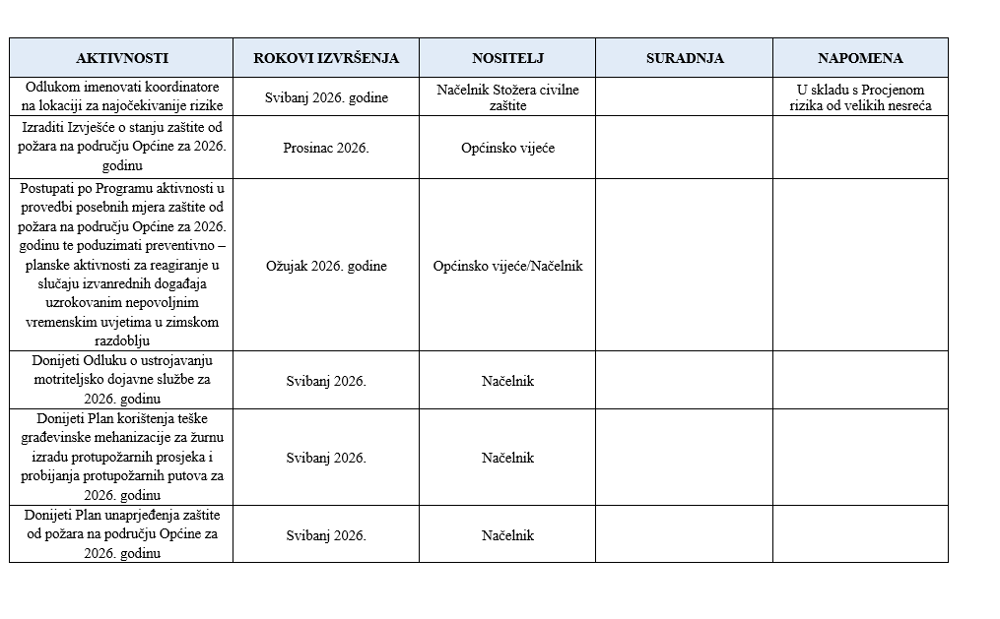 AKTIVNOSTI ROKOVI IZVRŠENJA NOSITELJ SURADNJA NAPOMENA
Odlukom imenovati koordinatore
na lokaciji za najočekivanije rizike
Svibanj 2026. godine
Načelnik Stožera civilne
zaštite
U skladu s Procjenom
rizika od velikih nesreća
Izraditi Izvješće o stanju zaštite od
požara na području Općine za 2026.
godinu
Prosinac 2026.
Općinsko vijeće
Postupati po Programu aktivnosti u
provedbi posebnih mjera zaštite od
požara na području Općine za 2026.
godinu te poduzimati preventivno –
planske aktivnosti za reagiranje u
slučaju izvanrednih događaja
uzrokovanim nepovoljnim
vremenskim uvjetima u zimskom
razdoblju
Ožujak 2026. godine
Općinsko vijeće/Načelnik
Donijeti Odluku o ustrojavanju
motriteljsko dojavne službe za
2026. godinu
Svibanj 2026.
Načelnik
Donijeti Plan korištenja teške
građevinske mehanizacije za žurnu
izradu protupožarnih prosjeka i
probijanja protupožarnih putova za
2026. godinu
Svibanj 2026.
Načelnik
Donijeti Plan unaprjeđenja zaštite
od požara na području Općine za
2026. godinu
Svibanj 2026.
Načelnik